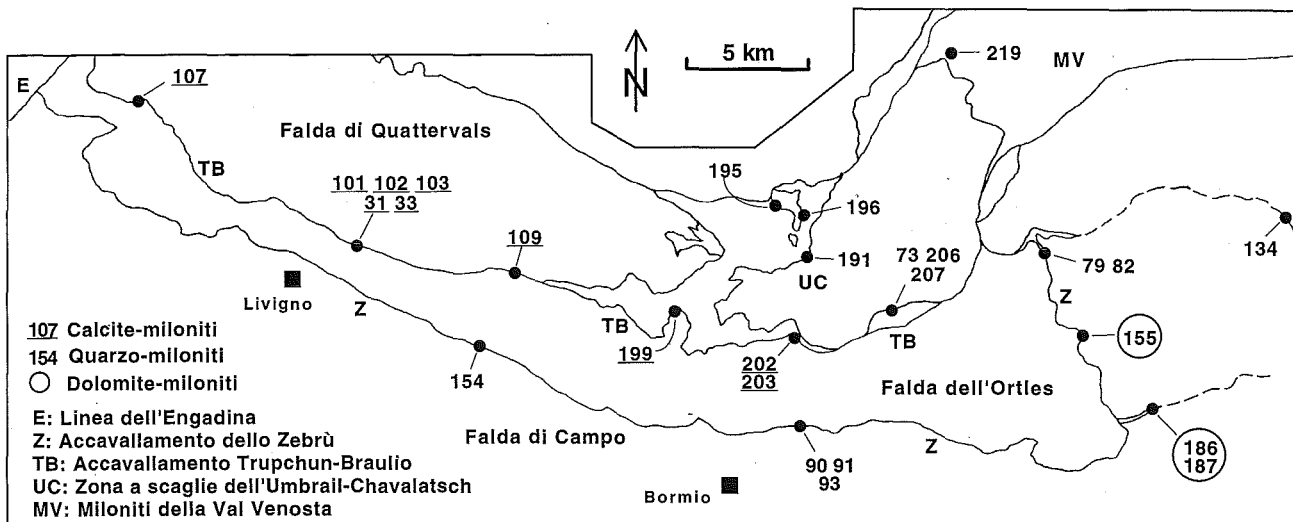 5 km
N
219
MV
E
107
Falda di Quattervals
TB
101 102 103
31 33
195
196
109
191
UC
73 206
207
79 82
134
Livigno
Z
TB
199
202
203
TB
Z
155
154
Falda dell'Ortles
Falda di Campo
90 91
93
Z
186
187
Bormio
107 Calcite-miloniti
154 Quarzo-miloniti
Dolomite-miloniti
E: Linea dell'Engadina
Z: Accavallamento dello Zebrù
TB: Accavallamento Trupchun-Braulio
UC: Zona a scaglie dell'Umbrail-Chavalatsch
MV: Miloniti della Val Venosta